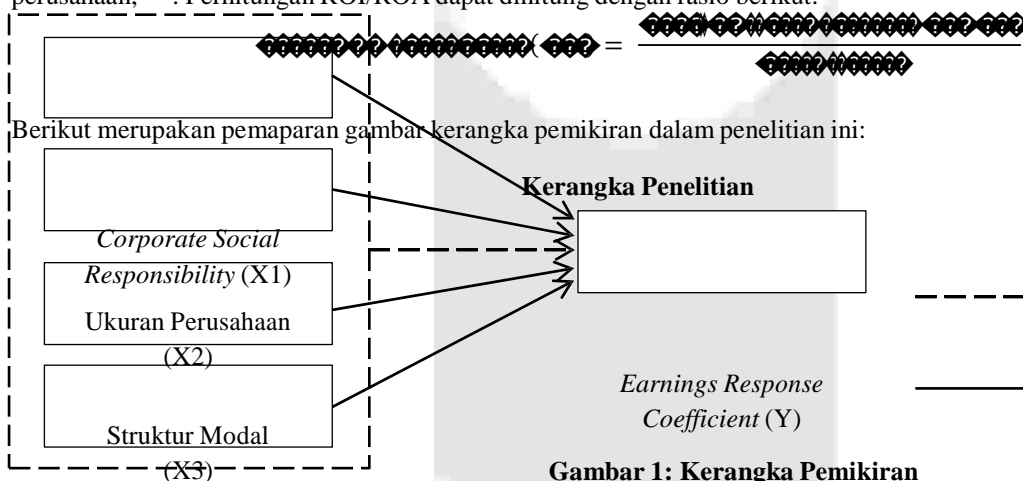 perusahaan, . Perhitungan ROI/ROA dapat dihitung dengan rasio berikut:
( =
Berikut merupakan pemaparan gambar kerangka pemikiran dalam penelitian ini:
Kerangka Penelitian
Corporate Social
Responsibility (X1)
Ukuran Perusahaan
(X2)
Struktur Modal
(X3)
Earnings Response
Coefficient (Y)
Gambar 1: Kerangka Pemikiran